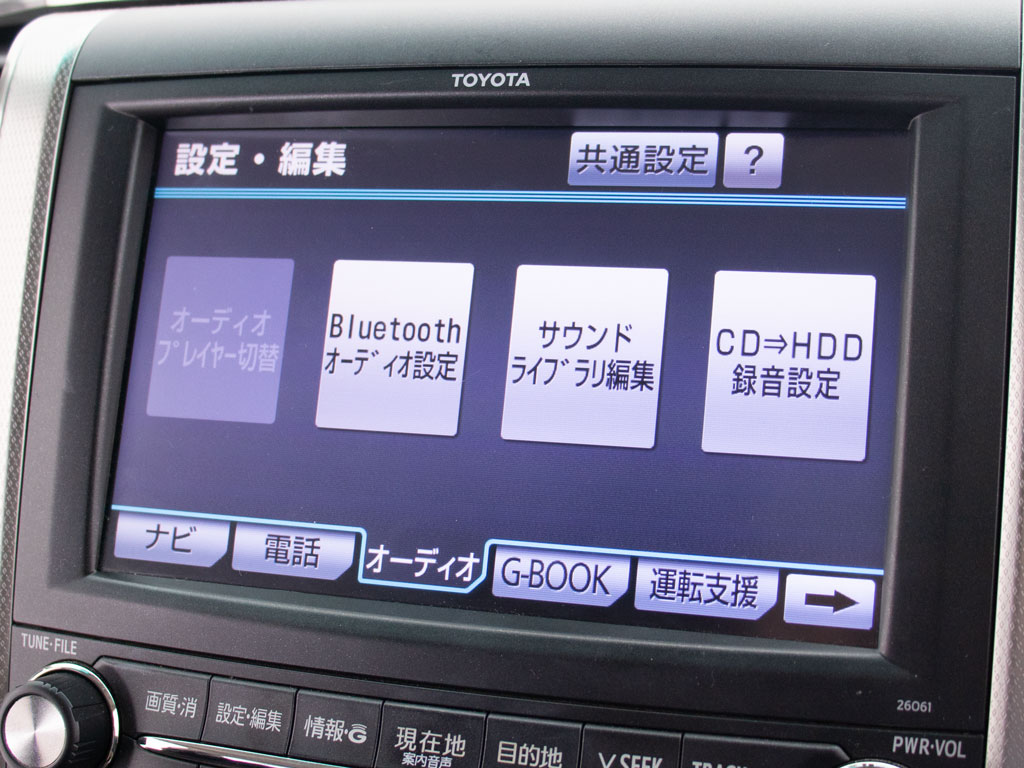 TOYOTA
設定・編集
共通設定
?
オーディオ
プレイヤー切替
Bluetooth
オーディオ設定
サウンド
ライブラリ編集
CD⇒HDD
録音設定
ナビ
電話
オーディオ
G-BOOK
運転支援
TUNE・FILE
26061
PWR・VOL
画質・消
設定・編集
情報・G
現在地
案内音声
目的地
∨ SEEK
TRACK